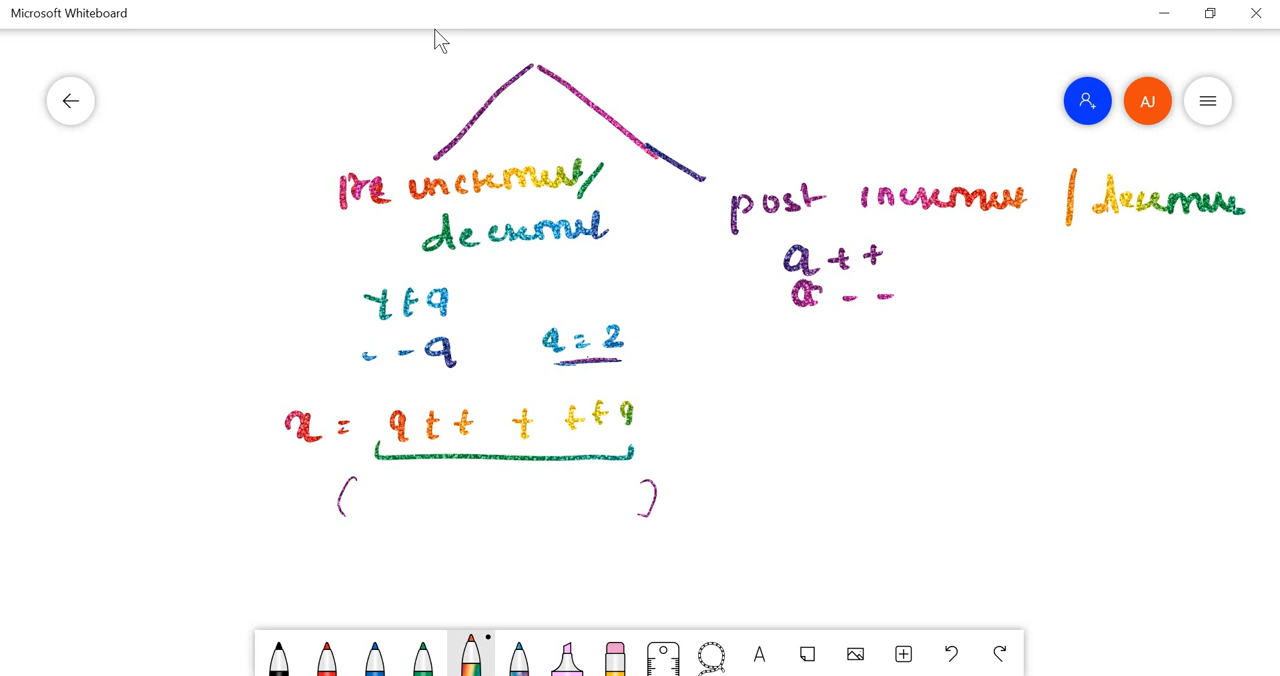 Microsoft Whiteboard
AJ
pre increment/
decrement
post increment / decrement
++a
--a
a++
a--
a = 2
x = a++ + ++a
( )
A